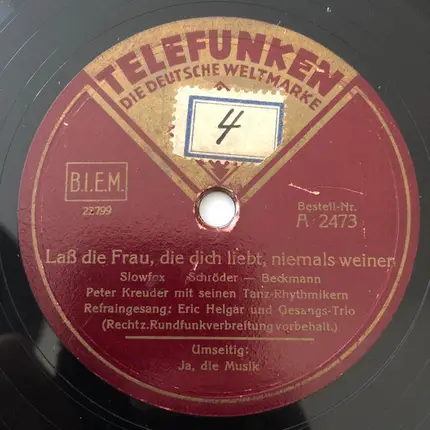 TELEFUNKEN
DIE DEUTSCHE WELTMARKE
4
B.I.E.M.
22799
Bestell-Nr.
A 2473
Laß die Frau, die dich liebt, niemals weinen
Slowfox Schröder – Beckmann
Peter Kreuder mit seinen Tanz-Rhythmikern
Refraingesang: Eric Helgar und Gesangs-Trio
(Rechtz. Rundfunkverbreitung vorbehalt.)
Umseitig:
Ja, die Musik